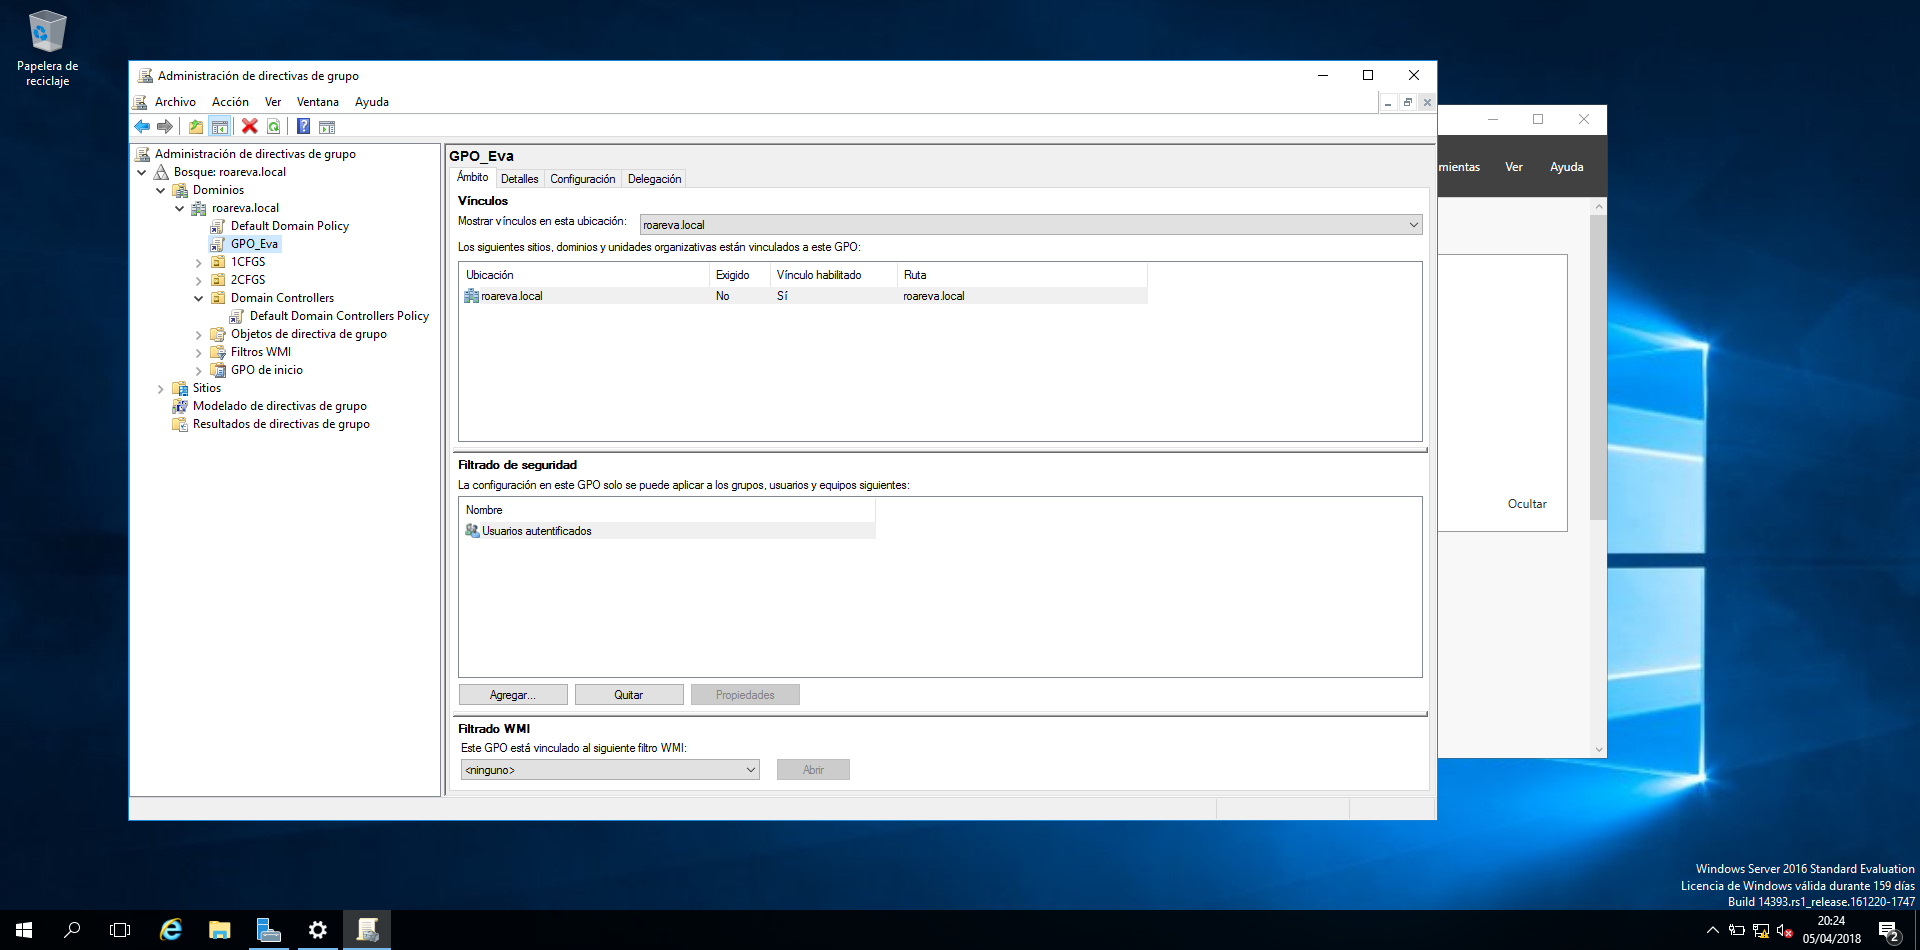 Papelera de
reciclaje
Administración de directivas de grupo
Archivo Acción Ver Ventana Ayuda
Administración de directivas de grupo
Bosque: roareva.local
Dominios
roareva.local
Default Domain Policy
GPO_Eva
1CFGS
2CFGS
Domain Controllers
Default Domain Controllers Policy
Objetos de directiva de grupo
Filtros WMI
GPO de inicio
Sitios
Modelado de directivas de grupo
Resultados de directivas de grupo
GPO_Eva
Ámbito Detalles Configuración Delegación
Vínculos
Mostrar vínculos en esta ubicación: roareva.local
Los siguientes sitios, dominios y unidades organizativas están vinculados a este GPO:
Ubicación Exigido Vínculo habilitado Ruta
roareva.local No Sí roareva.local
Filtrado de seguridad
La configuración en este GPO solo se puede aplicar a los grupos, usuarios y equipos siguientes:
Nombre
Usuarios autentificados
Agregar... Quitar Propiedades
Filtrado WMI
Este GPO está vinculado al siguiente filtro WMI:
<ninguno> Abrir
mientas Ver Ayuda
Ocultar
Windows Server 2016 Standard Evaluation
Licencia de Windows válida durante 159 días
Build 14393.rs1_release.161220-1747
20:24
05/04/2018
2